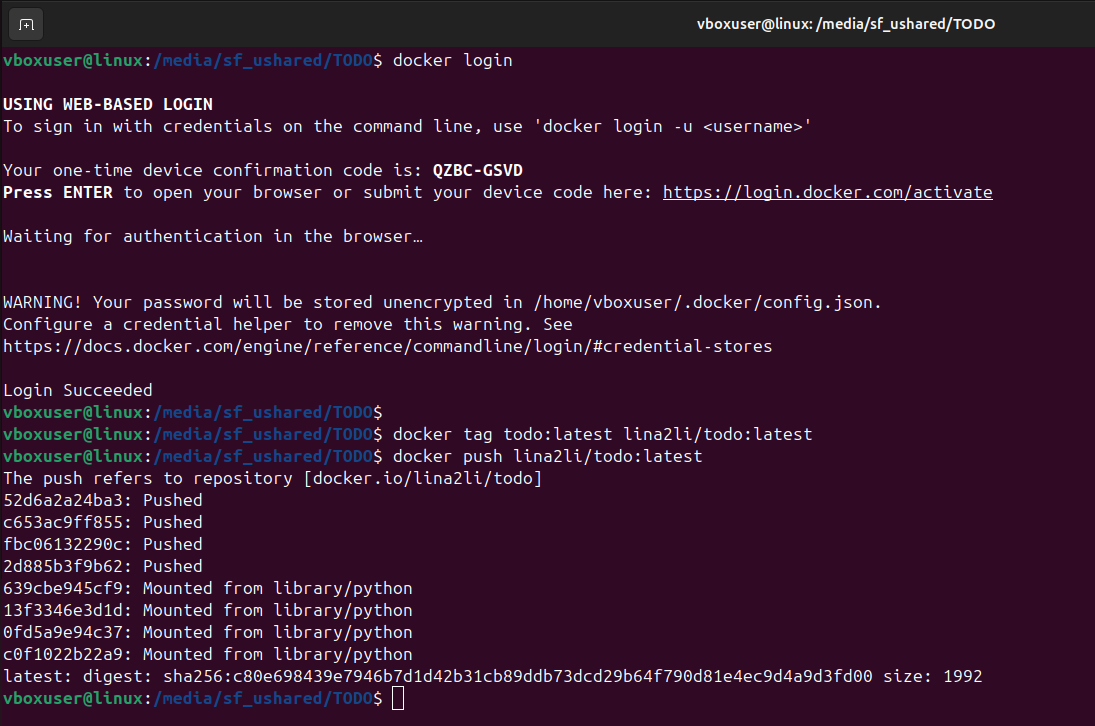 vboxuser@linux: /media/sf_ushared/TODO
vboxuser@linux:/media/sf_ushared/TODO$ docker login
USING WEB-BASED LOGIN
To sign in with credentials on the command line, use 'docker login -u <username>'
Your one-time device confirmation code is: QZBC-GSVD
Press ENTER to open your browser or submit your device code here: https://login.docker.com/activate
Waiting for authentication in the browser…
WARNING! Your password will be stored unencrypted in /home/vboxuser/.docker/config.json.
Configure a credential helper to remove this warning. See
https://docs.docker.com/engine/reference/commandline/login/#credential-stores
Login Succeeded
vboxuser@linux:/media/sf_ushared/TODO$
vboxuser@linux:/media/sf_ushared/TODO$ docker tag todo:latest lina2li/todo:latest
vboxuser@linux:/media/sf_ushared/TODO$ docker push lina2li/todo:latest
The push refers to repository [docker.io/lina2li/todo]
52d6a2a24ba3: Pushed
c653ac9ff855: Pushed
fbc06132290c: Pushed
2d885b3f9b62: Pushed
639cbe945cf9: Mounted from library/python
13f3346e3d1d: Mounted from library/python
0fd5a9e94c37: Mounted from library/python
c0f1022b22a9: Mounted from library/python
latest: digest: sha256:c80e698439e7946b7d1d42b31cb89ddb73dcd29b64f790d81e4ec9d4a9d3fd00 size: 1992
vboxuser@linux:/media/sf_ushared/TODO$